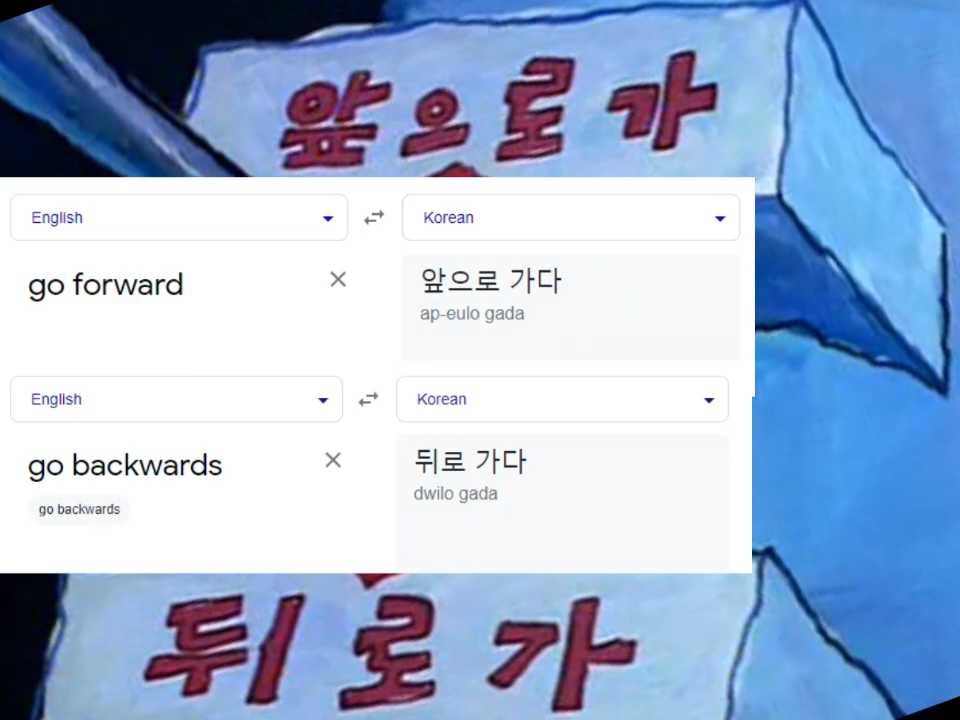 앞으로 가
English
Korean
go forward
앞으로 가다
ap-eulo gada
English
Korean
go backwards
뒤로 가다
dwilo gada
go backwards
뒤로 가